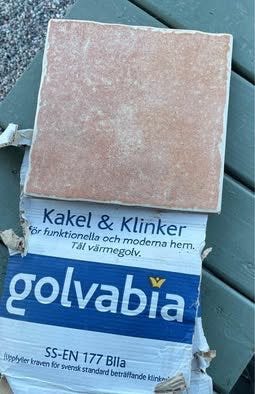 Kakel & Klinker
för funktionella och moderna hem.
Tål värmegolv.
golvabia
SS-EN 177 BIIa
(Uppfyller kraven för svensk standard beträffande klinker